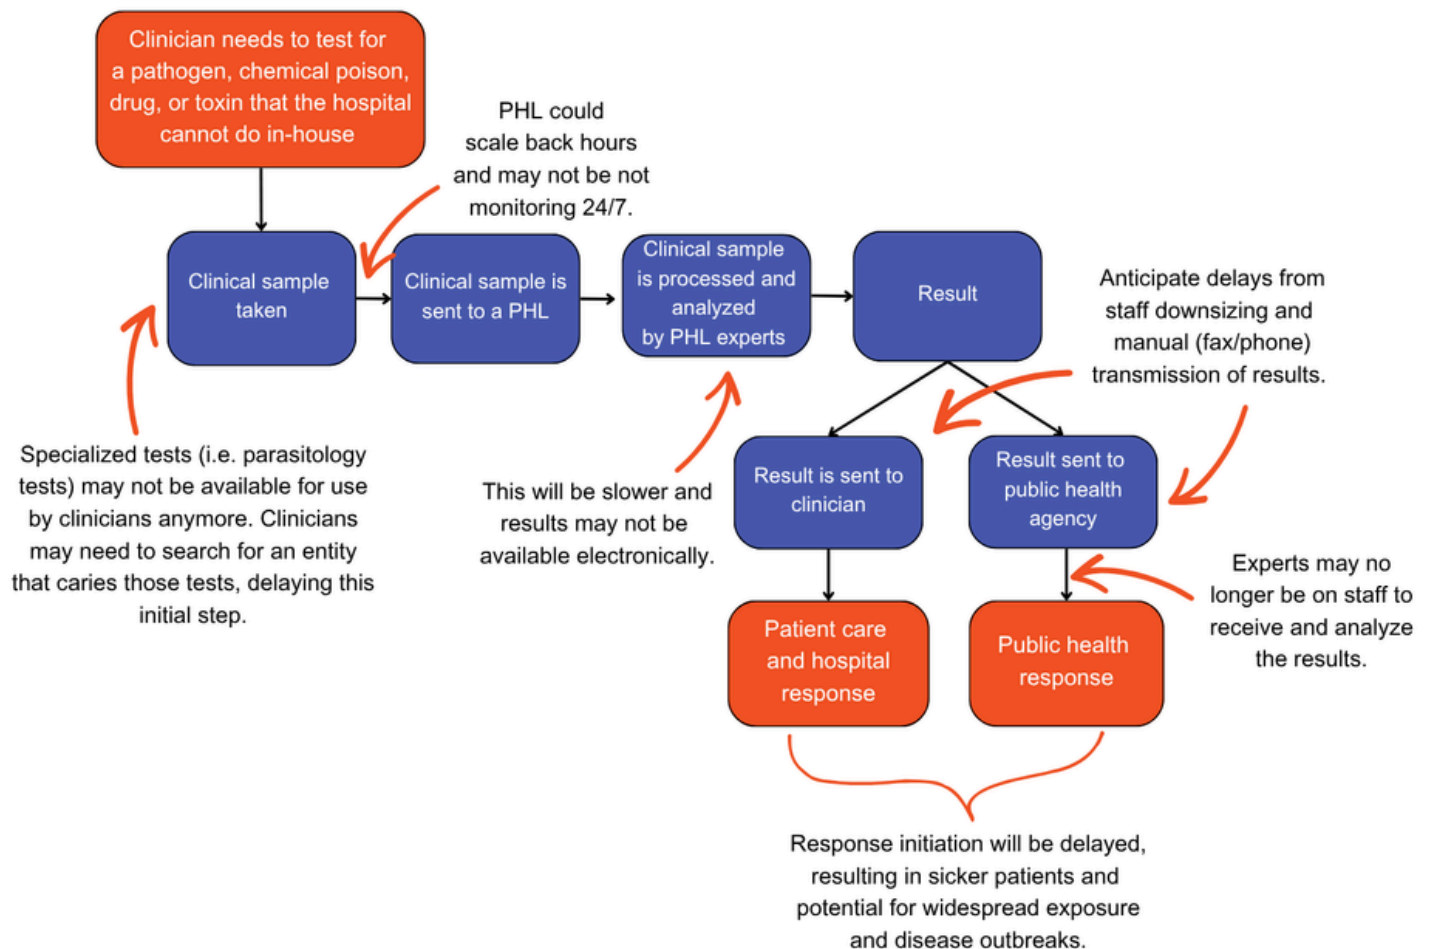 Clinician needs to test for
a pathogen, chemical poison,
drug, or toxin that the hospital
cannot do in-house
PHL could
scale back hours
and may not be not
monitoring 24/7.
Clinical sample
taken
Clinical sample is
sent to a PHL
Clinical sample
is processed and
analyzed
by PHL experts
Result
Anticipate delays from
staff downsizing and
manual (fax/phone)
transmission of results.
Specialized tests (i.e. parasitology
tests) may not be available for use
by clinicians anymore. Clinicians
may need to search for an entity
that caries those tests, delaying this
initial step.
This will be slower and
results may not be
available electronically.
Result is sent to
clinician
Result sent to
public health
agency
Experts may no
longer be on staff to
receive and analyze
the results.
Patient care
and hospital
response
Public health
response
Response initiation will be delayed,
resulting in sicker patients and
potential for widespread exposure
and disease outbreaks.